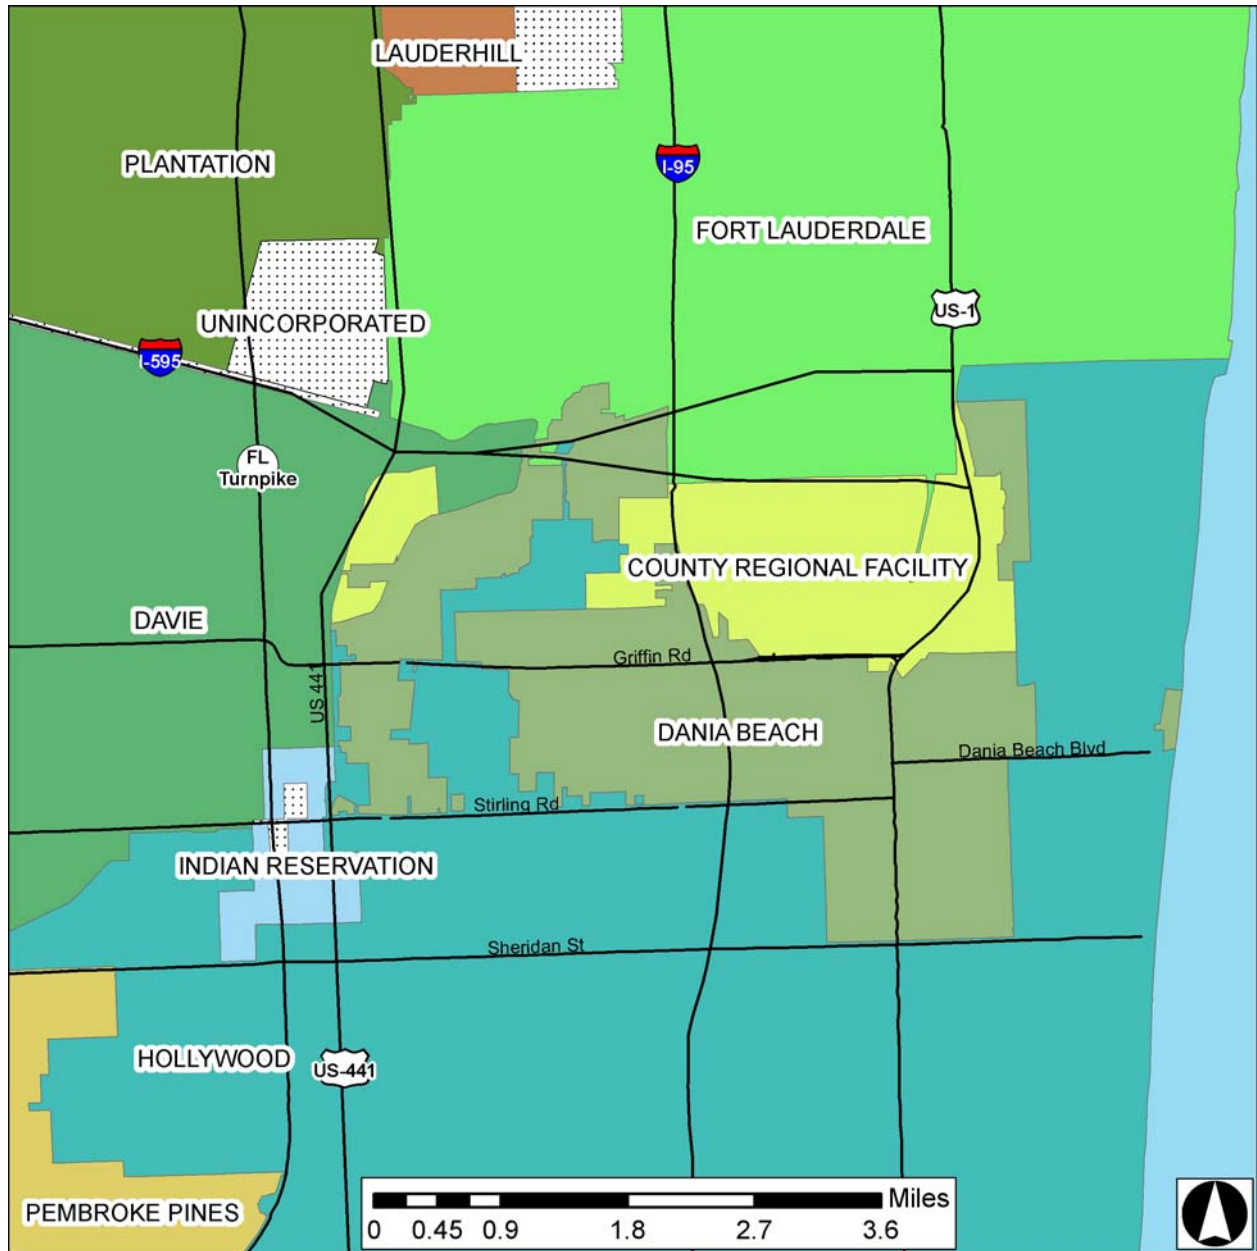 LAUDERHILL
PLANTATION
I-95
FORT LAUDERDALE
US-1
UNINCORPORATED
I-595
FL
Turnpike
COUNTY REGIONAL FACILITY
DAVIE
Griffin Rd
US 441
DANIA BEACH
Dania Beach Blvd
Stirling Rd
INDIAN RESERVATION
Sheridan St
HOLLYWOOD
US-441
PEMBROKE PINES
Miles
0 0.45 0.9 1.8 2.7 3.6